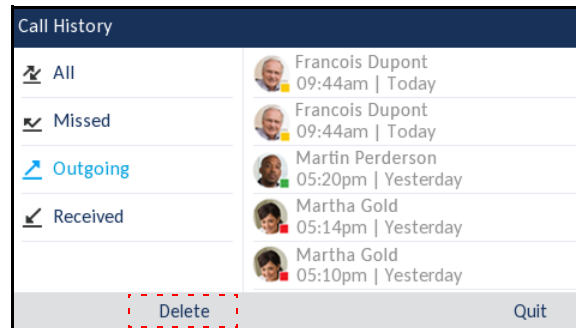 Call History
All
Missed
Outgoing
Received
Francois Dupont
09:44am | Today
Francois Dupont
09:44am | Today
Martin Perderson
05:20pm | Yesterday
Martha Gold
05:14pm | Yesterday
Martha Gold
05:10pm | Yesterday
Delete
Quit